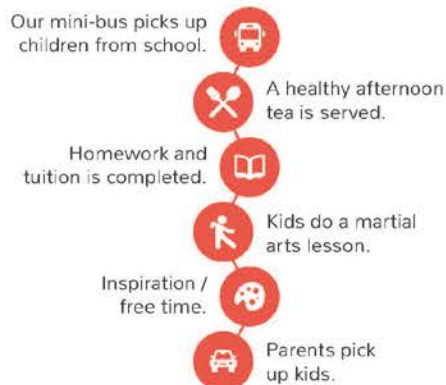 Our mini-bus picks up
children from school.
A healthy afternoon
tea is served.
Homework and
tuition is completed.
Kids do a martial
arts lesson.
Inspiration /
free time.
Parents pick
up kids.